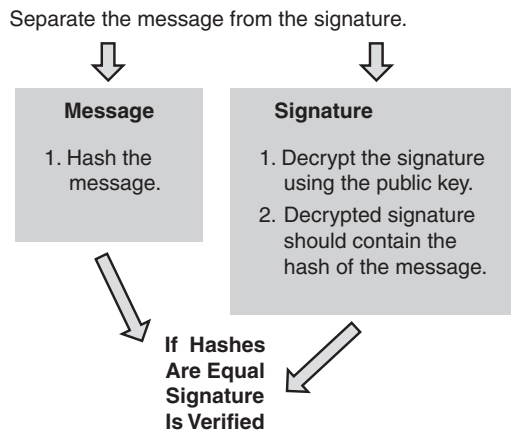 Separate the message from the signature.
Message
1. Hash the
message.
Signature
1. Decrypt the signature
using the public key.
2. Decrypted signature
should contain the
hash of the message.
If Hashes
Are Equal
Signature
Is Verified